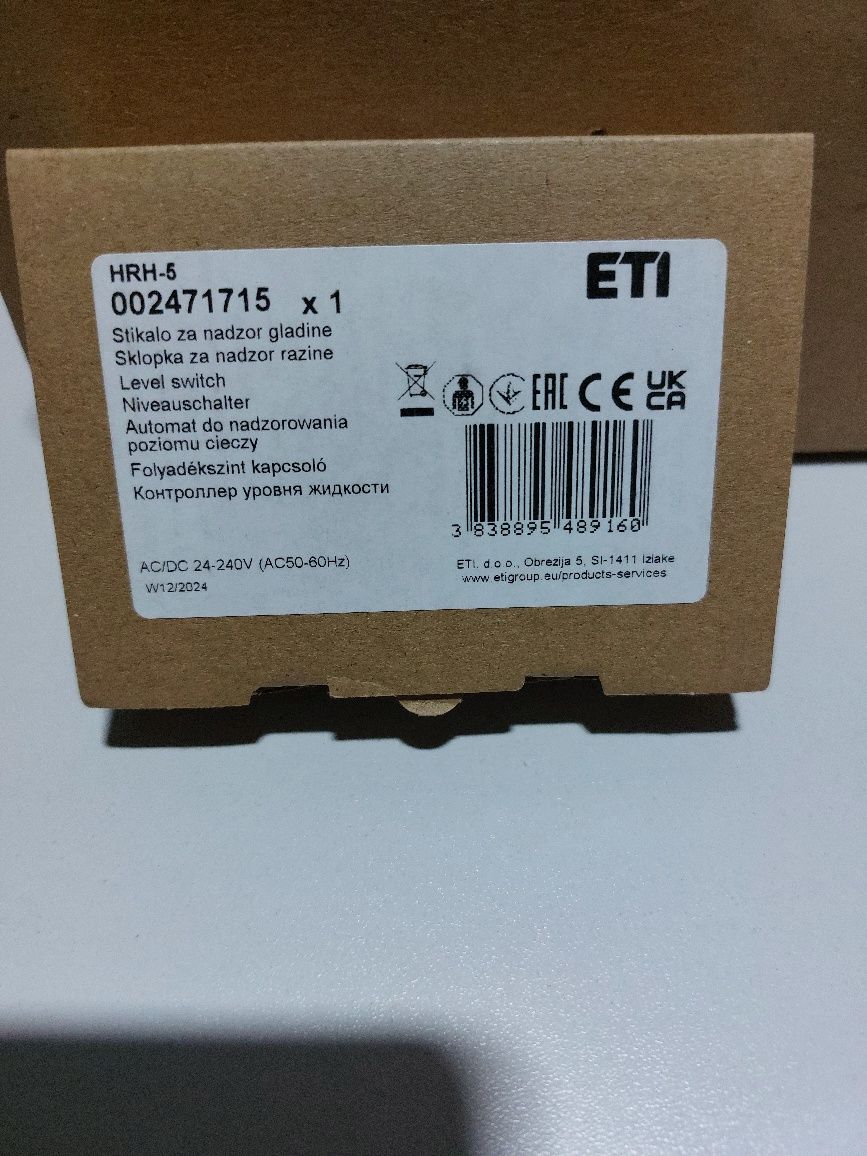 HRH-5
002471715 x 1
ETI
Stikalo za nadzor gladine
Sklopka za nadzor razine
Level switch
Niveauschalter
Automat do nadzorowania
poziomu cieczy
Folyadékszint kapcsoló
Контроллер уровня жидкости
EAC CE UK
CA
3 838895 489160
AC/DC 24-240V (AC50-60Hz)
W12/2024
ETI, d.o.o., Obrezija 5, SI-1411 Izlake
www.etigroup.eu/products-services